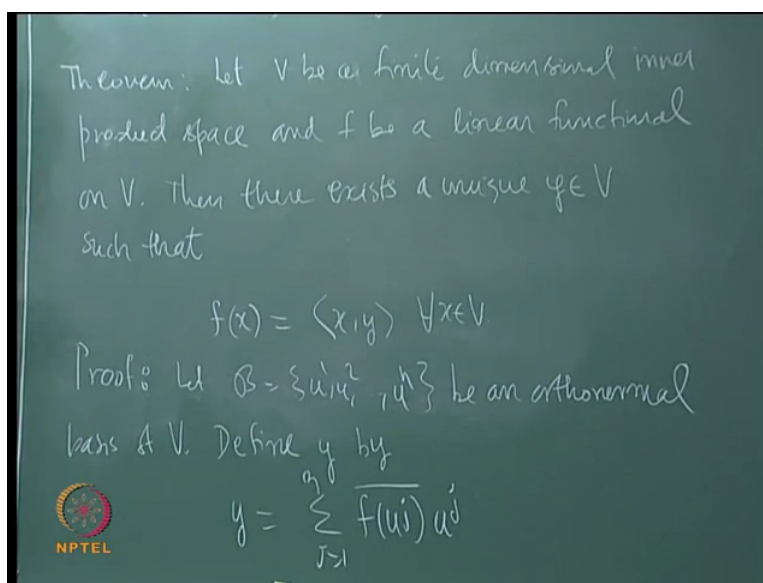 Theorem: Let V be a finite dimensional inner
product space and f be a linear functional
on V. Then there exists a unique y ∈ V
such that
f(x) = ⟨x, y⟩ ∀x∈V
Proof: Let B = {u¹, u², , uⁿ} be an orthonormal
basis of V. Define y by
y = ∑_{j=1}^{n} \overline{f(u^j)} u^j
NPTEL